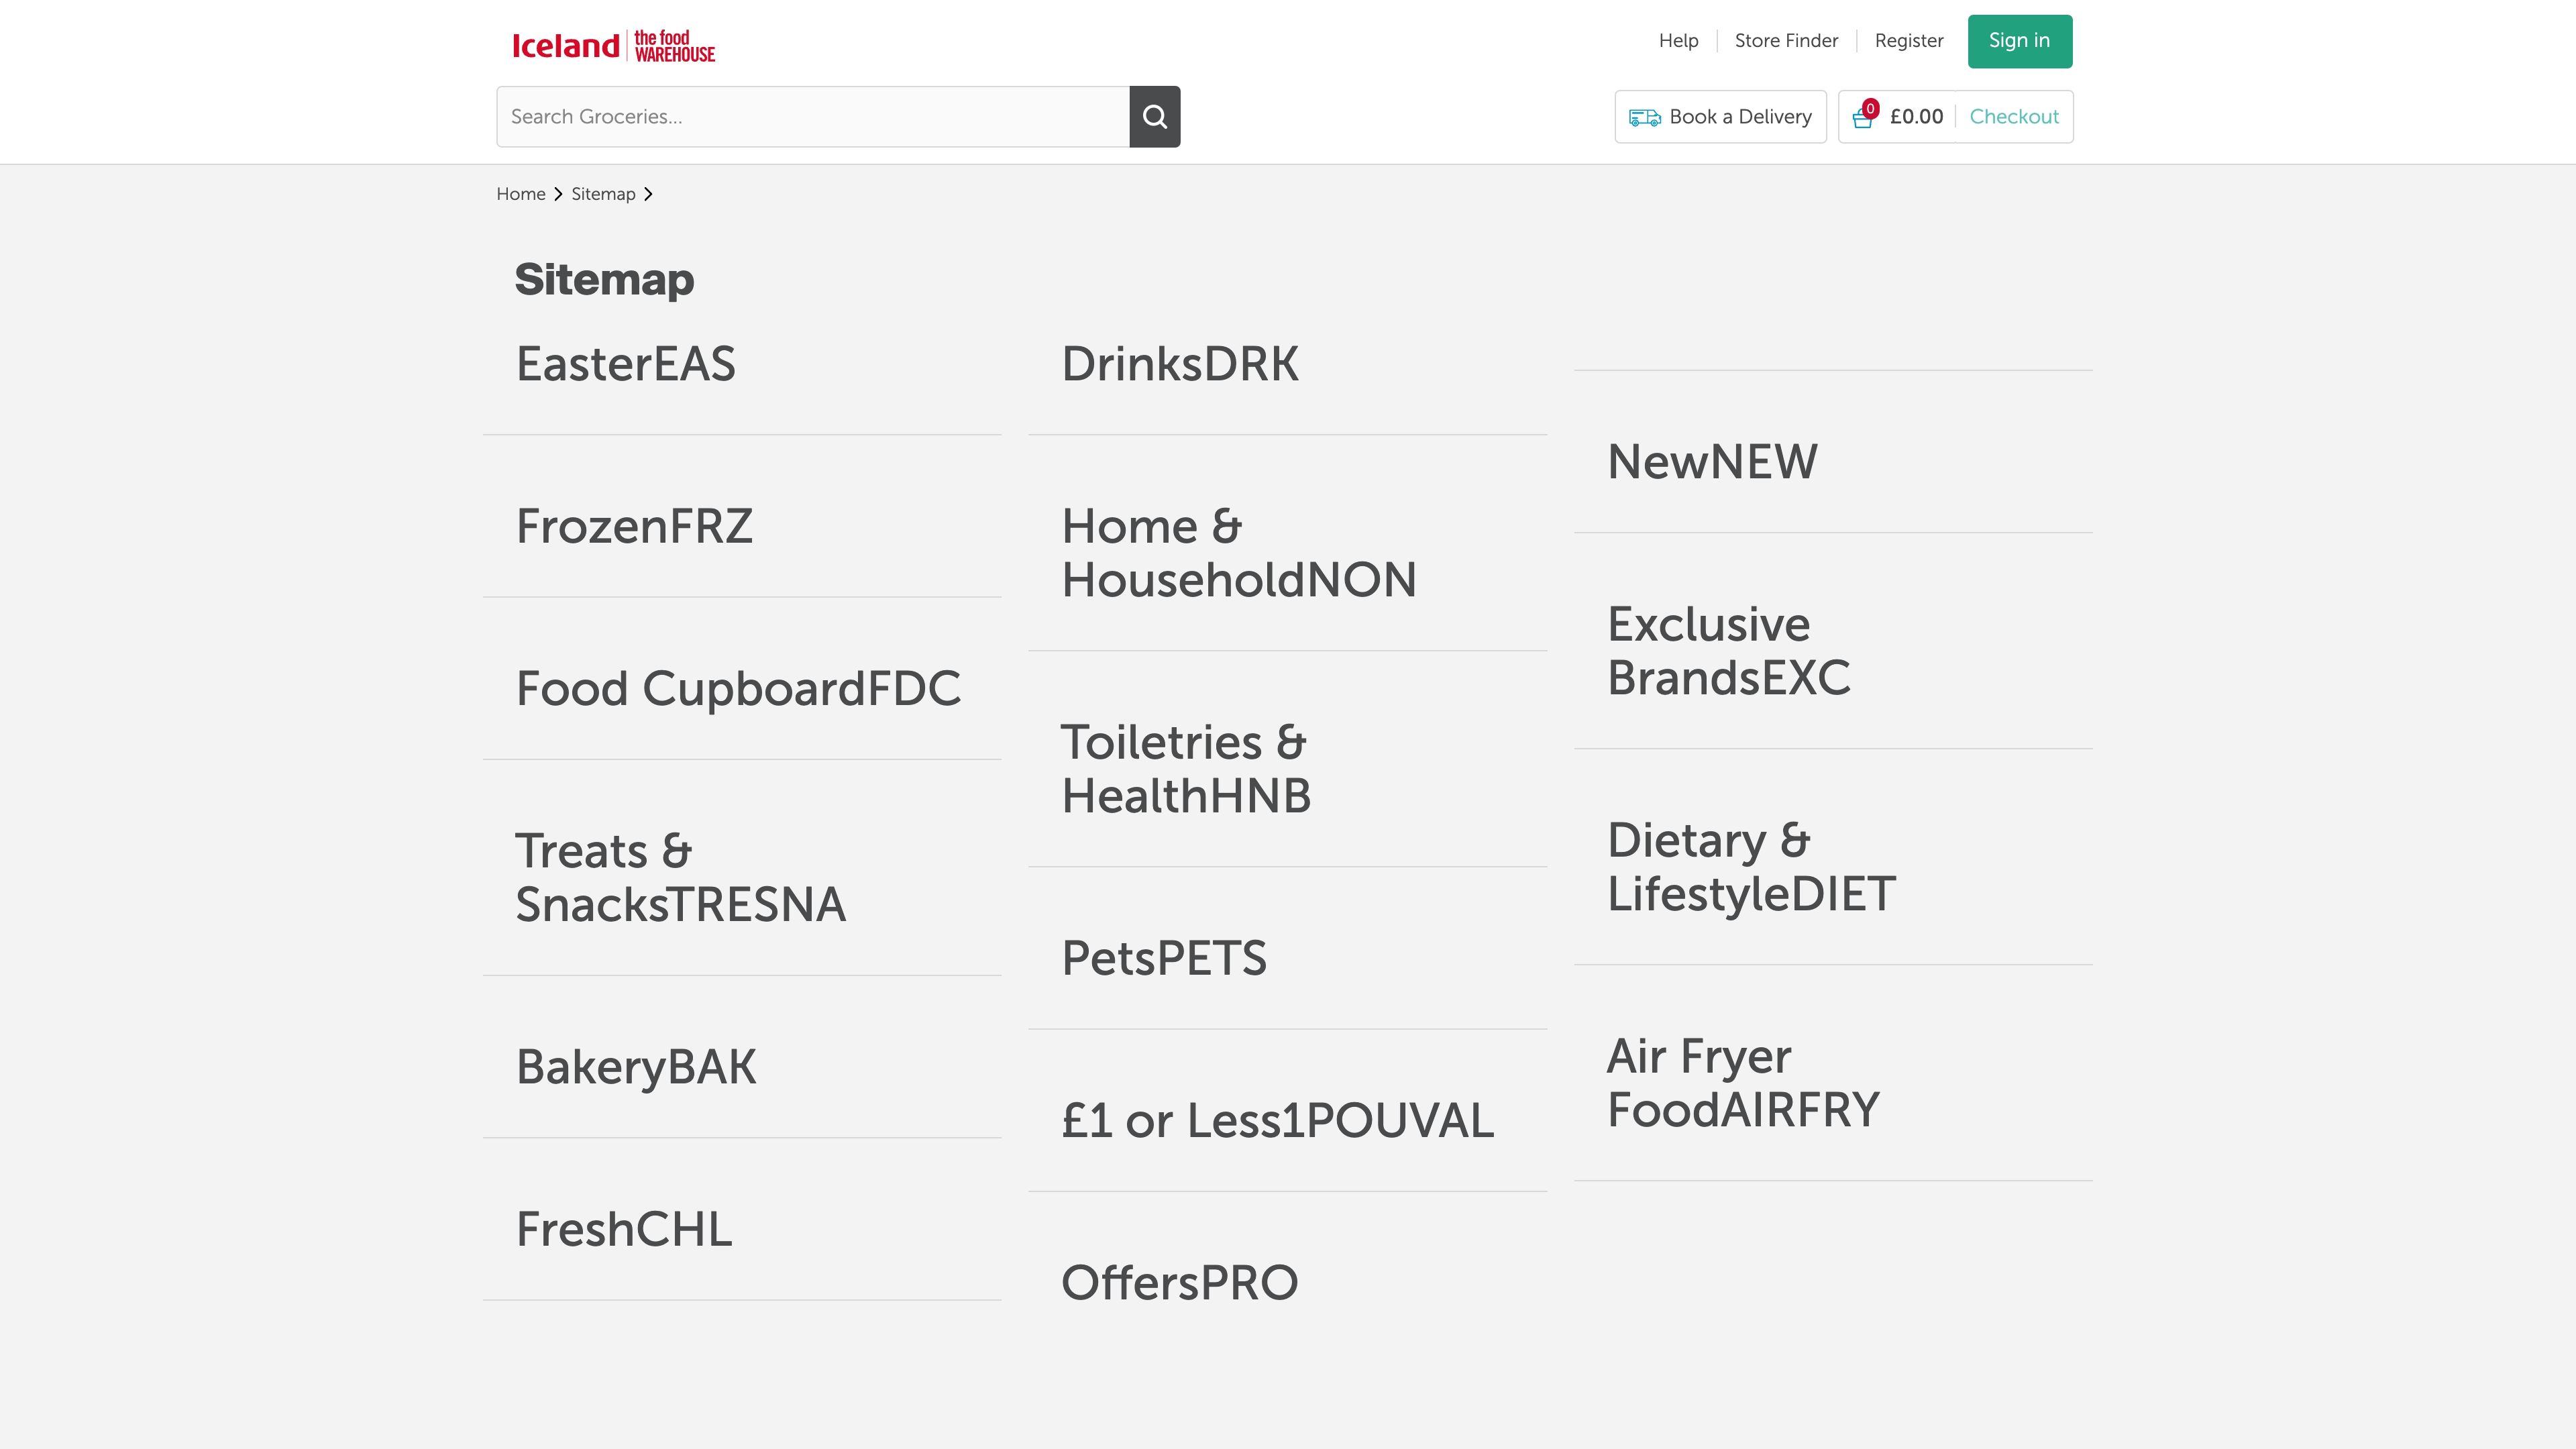 Iceland the food WAREHOUSE
Help
Store Finder
Register
Sign in
Search Groceries...
Book a Delivery
0
£0.00
Checkout
Home
Sitemap
Sitemap
EasterEAS
FrozenFRZ
Food CupboardFDC
Treats &
SnacksTRESNA
BakeryBAK
FreshCHL
DrinksDRK
Home &
HouseholdNON
Toiletries &
HealthHNB
PetsPETS
£1 or Less1POUVAL
OffersPRO
NewNEW
Exclusive
BrandsEXC
Dietary &
LifestyleDIET
Air Fryer
FoodAIRFRY